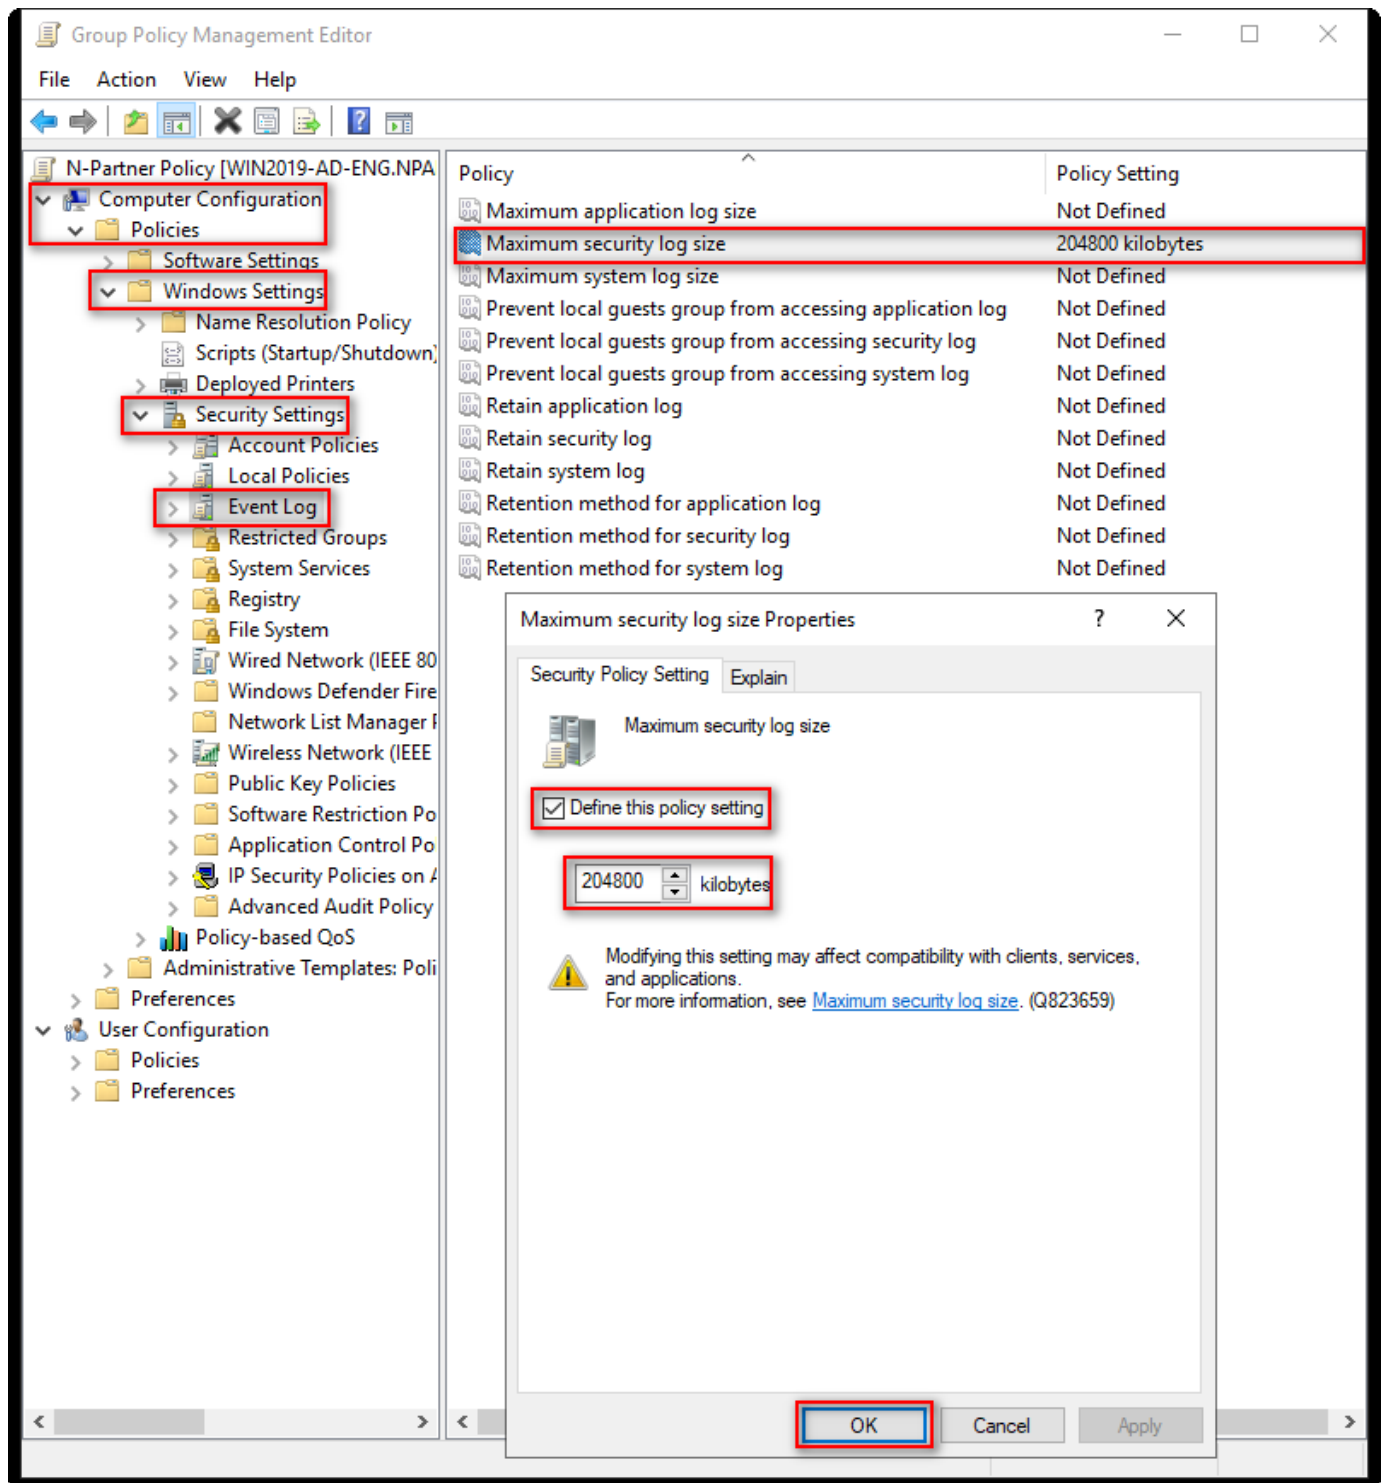 Group Policy Management Editor
File Action View Help
N-Partner Policy [WIN2019-AD-ENG.NPA
Computer Configuration
Policies
Software Settings
Windows Settings
Name Resolution Policy
Scripts (Startup/Shutdown)
Deployed Printers
Security Settings
Account Policies
Local Policies
Event Log
Restricted Groups
System Services
Registry
File System
Wired Network (IEEE 80
Windows Defender Fire
Network List Manager P
Wireless Network (IEEE
Public Key Policies
Software Restriction Po
Application Control Po
IP Security Policies on A
Advanced Audit Policy
Policy-based QoS
Administrative Templates: Poli
Preferences
User Configuration
Policies
Preferences
Policy Policy Setting
Maximum application log size Not Defined
Maximum security log size 204800 kilobytes
Maximum system log size Not Defined
Prevent local guests group from accessing application log Not Defined
Prevent local guests group from accessing security log Not Defined
Prevent local guests group from accessing system log Not Defined
Retain application log Not Defined
Retain security log Not Defined
Retain system log Not Defined
Retention method for application log Not Defined
Retention method for security log Not Defined
Retention method for system log Not Defined
Maximum security log size Properties ?
Security Policy Setting Explain
Maximum security log size
Define this policy setting
204800 kilobytes
Modifying this setting may affect compatibility with clients, services,
and applications.
For more information, see Maximum security log size. (Q823659)
OK Cancel Apply